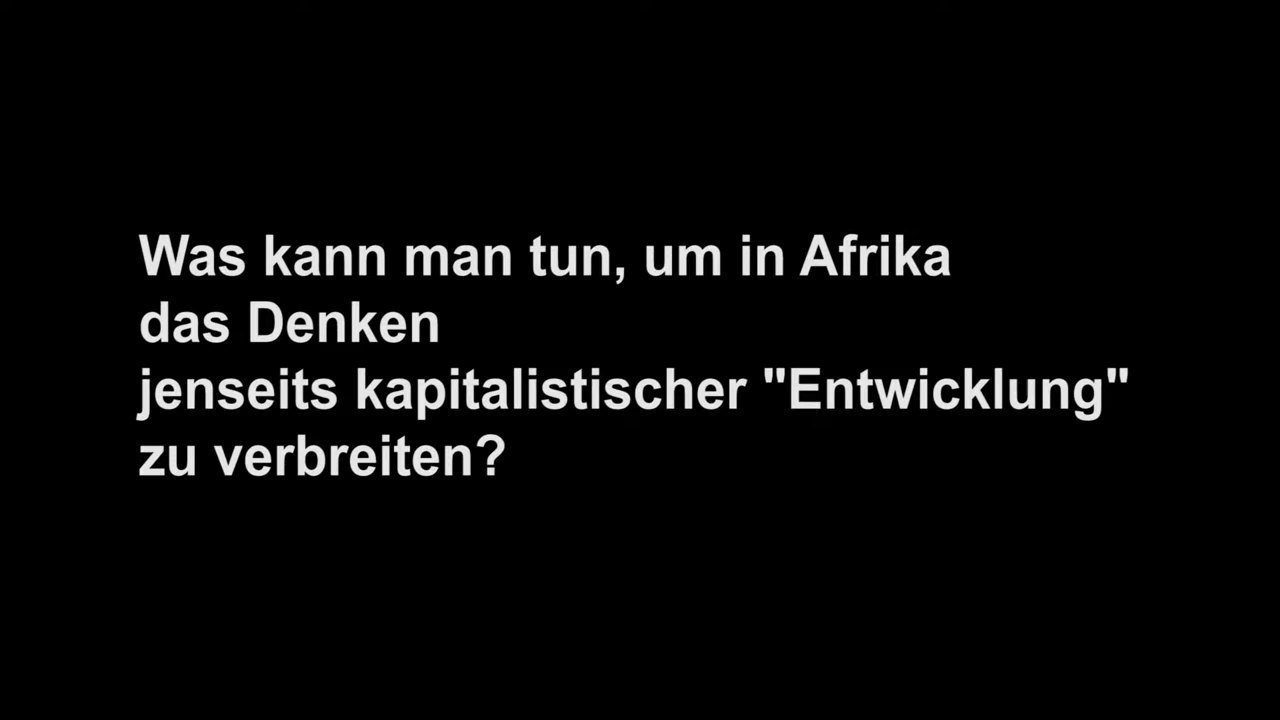 Was kann man tun, um in Afrika
das Denken
jenseits kapitalistischer "Entwicklung"
zu verbreiten?